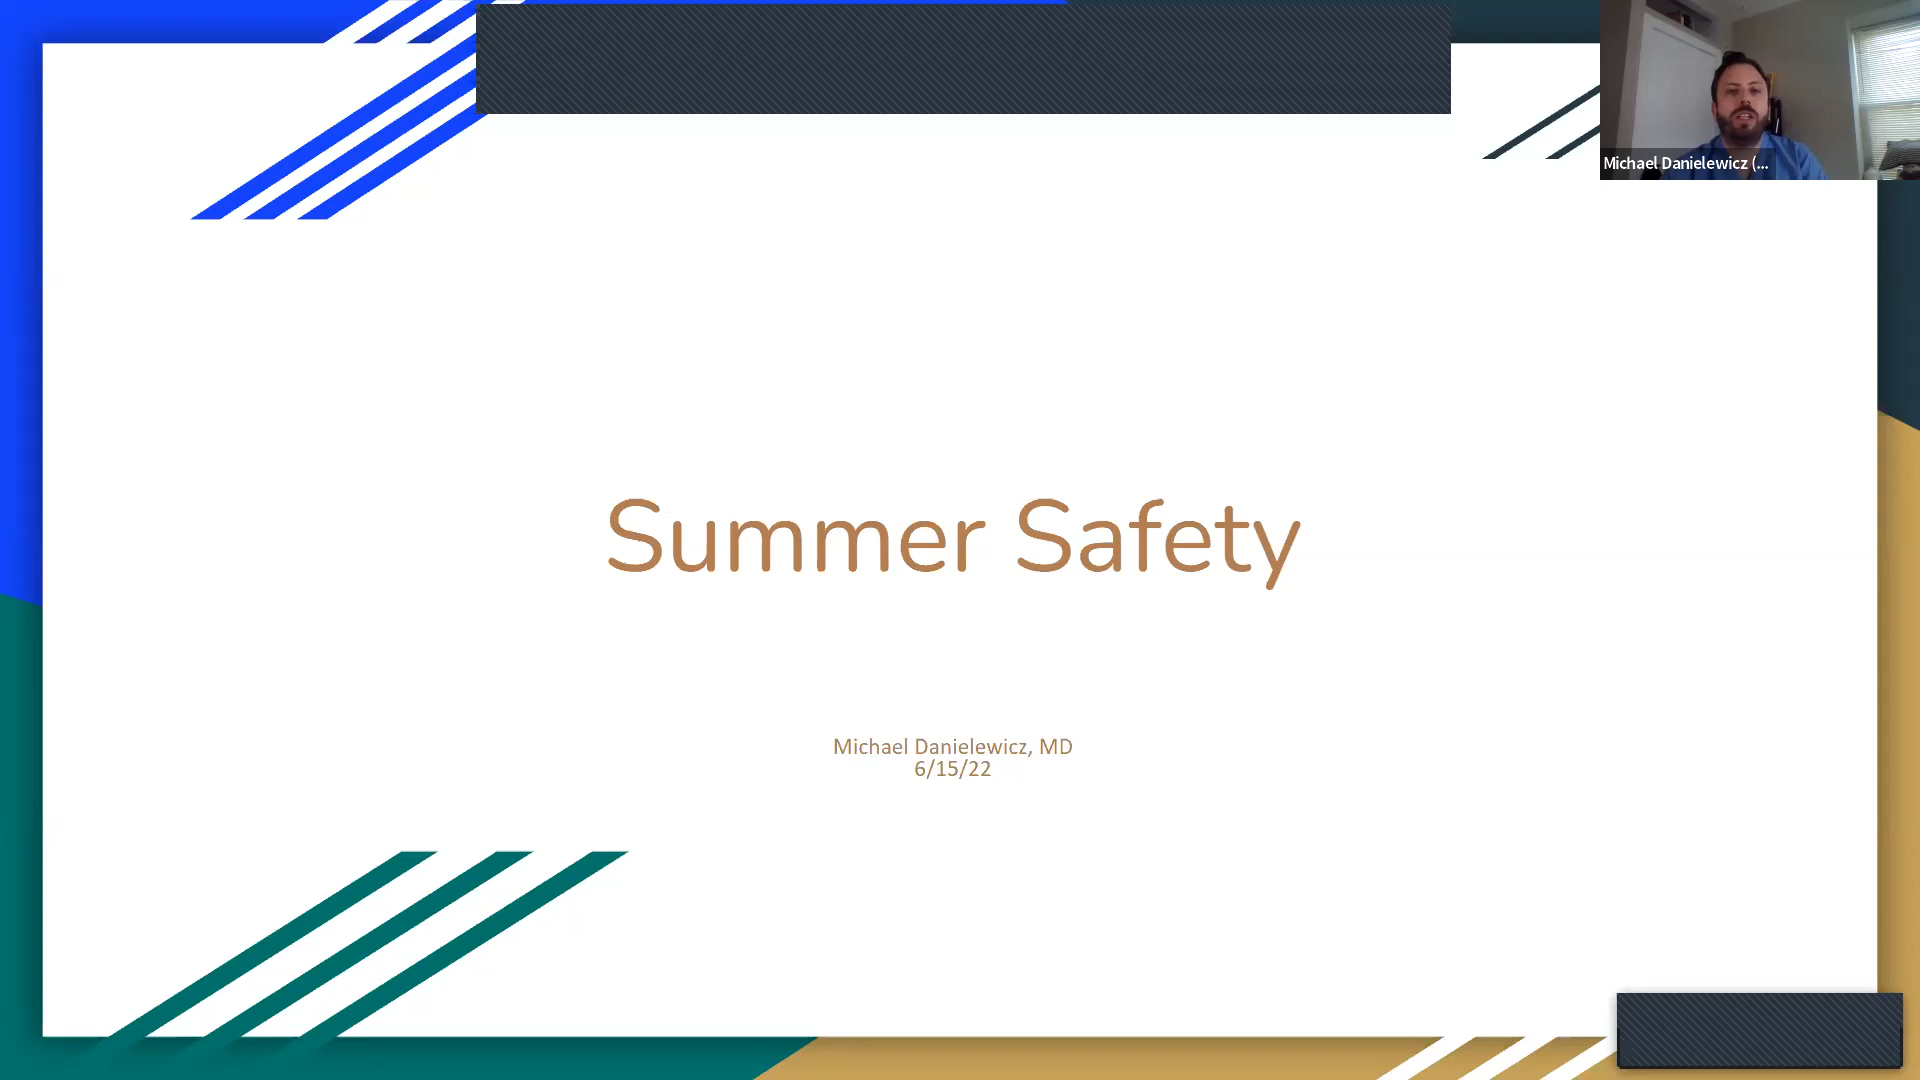 Michael Danielewicz (...
Summer Safety
Michael Danielewicz, MD
6/15/22